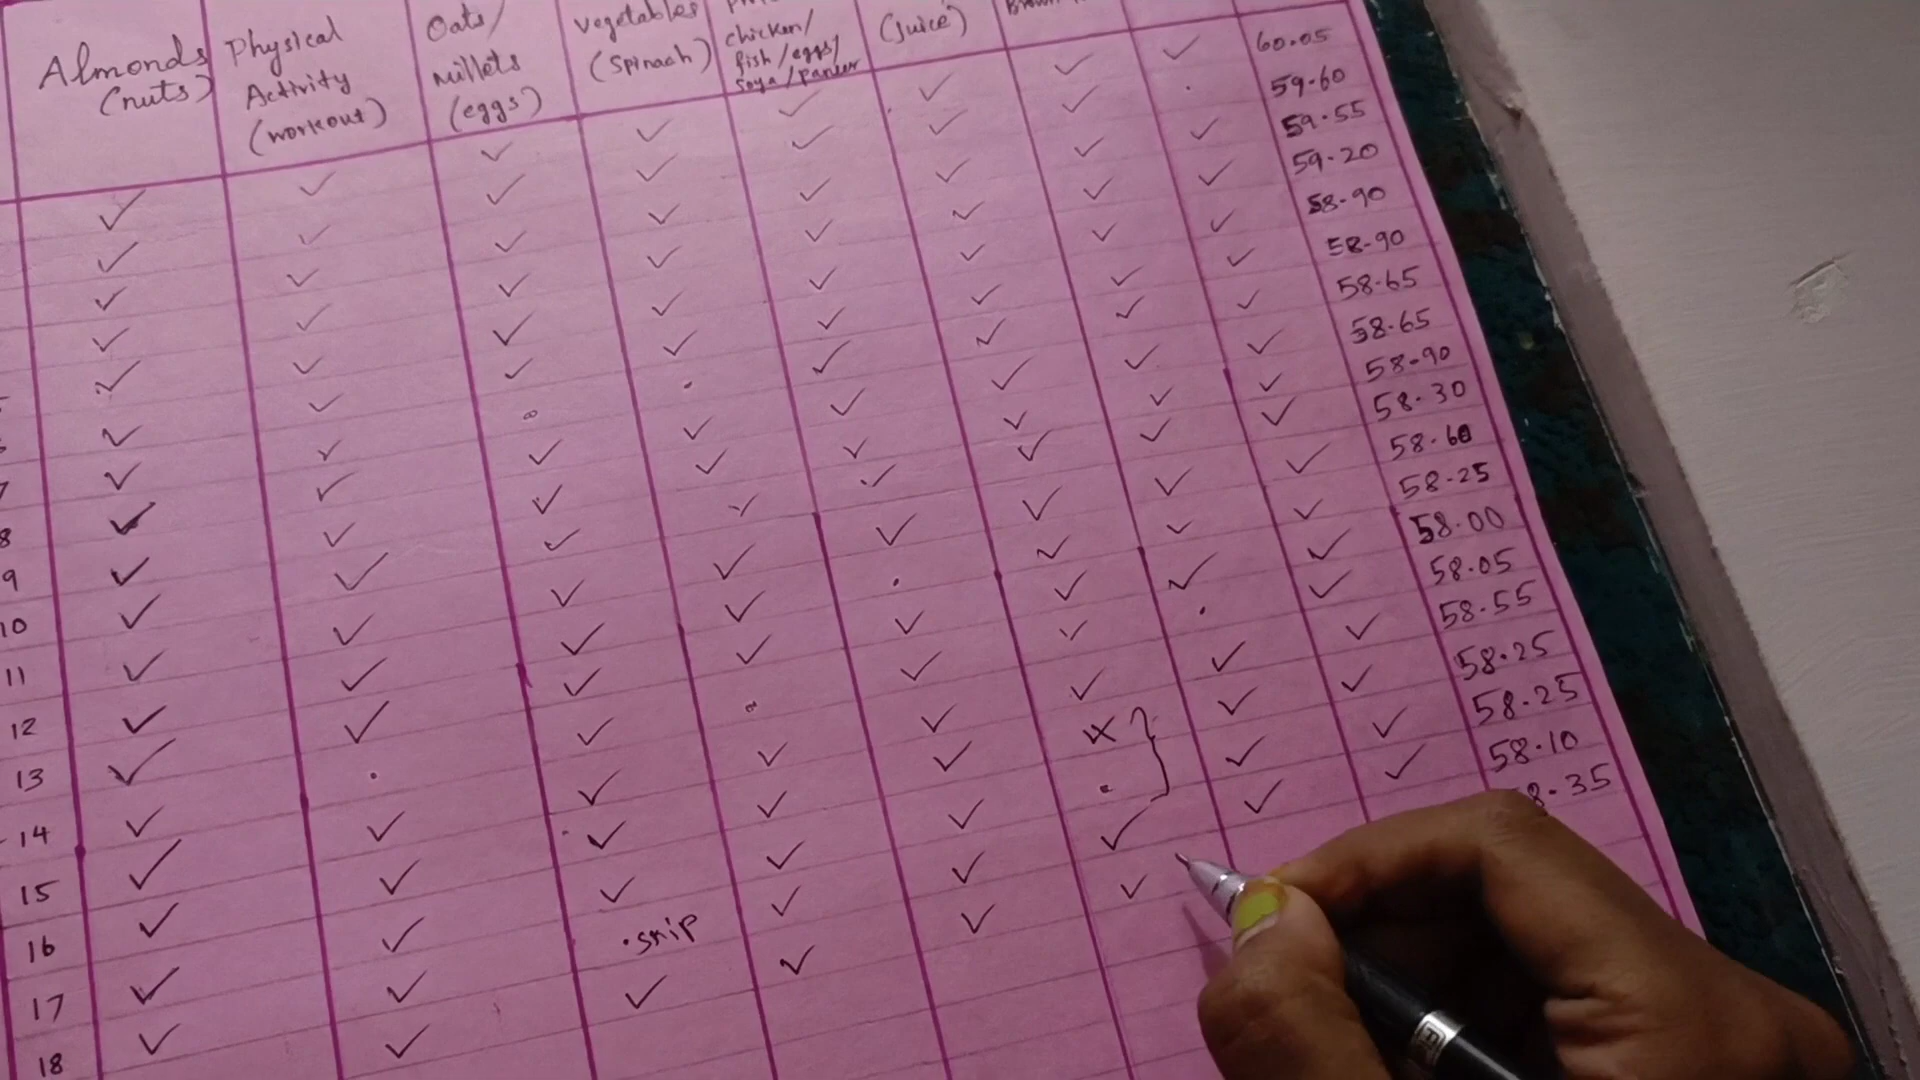 Almonds
(nuts)
Physical
Activity
(workout)
Oats/
Millets
(eggs)
Vegetables
(Spinach)
Chicken/
fish/eggs/
soya/paneer
(Juice)
60.05
59-60
59.55
59-20
58-90
58-90
58-65
58-65
58-90
58-30
58-60
58-25
58-00
58-05
58-55
58-25
58-25
58-10
8-35
8
9
10
11
12
13
14
15
16
17
18
skip